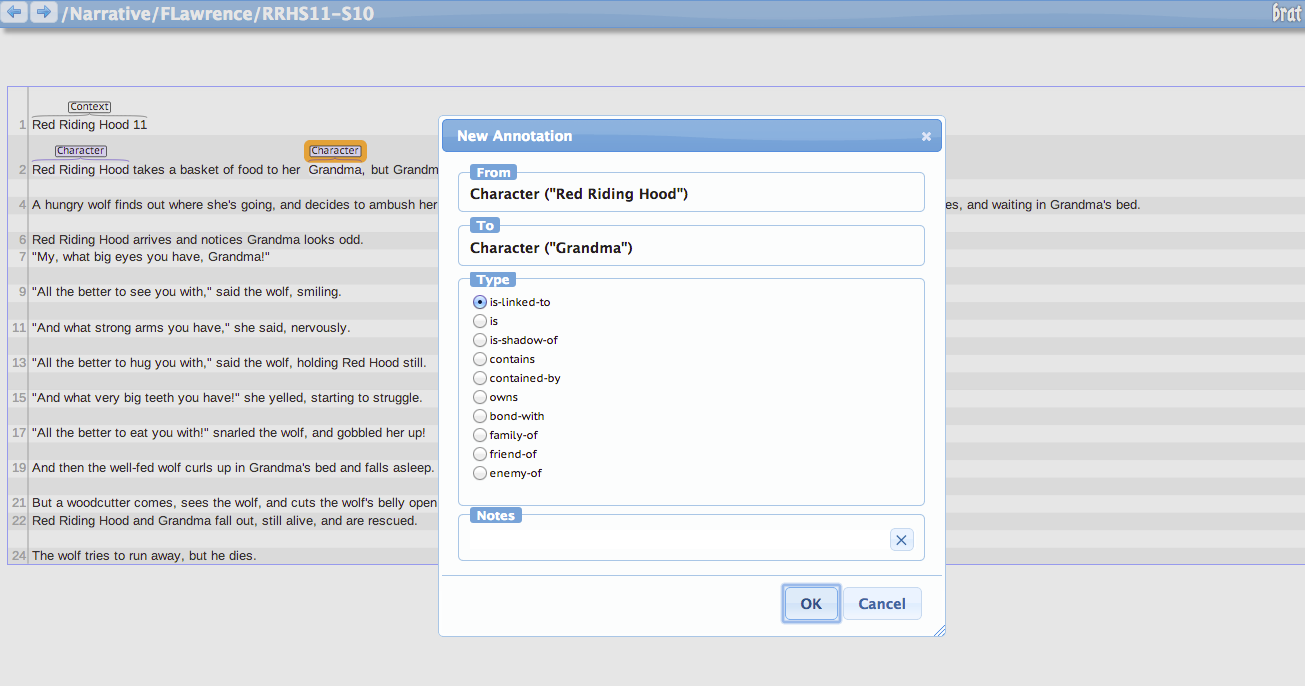 /Narrative/FLawrence/RRHS11-S10
brat
Context
1 Red Riding Hood 11
Character Character
2 Red Riding Hood takes a basket of food to her Grandma, but Grandm
4 A hungry wolf finds out where she's going, and decides to ambush her es, and waiting in Grandma's bed.
6 Red Riding Hood arrives and notices Grandma looks odd.
7 "My, what big eyes you have, Grandma!"
9 "All the better to see you with," said the wolf, smiling.
11 "And what strong arms you have," she said, nervously.
13 "All the better to hug you with," said the wolf, holding Red Hood still.
15 "And what very big teeth you have!" she yelled, starting to struggle.
17 "All the better to eat you with!" snarled the wolf, and gobbled her up!
19 And then the well-fed wolf curls up in Grandma's bed and falls asleep.
21 But a woodcutter comes, sees the wolf, and cuts the wolf's belly open
22 Red Riding Hood and Grandma fall out, still alive, and are rescued.
24 The wolf tries to run away, but he dies.
New Annotation
From
Character ("Red Riding Hood")
To
Character ("Grandma")
Type
is-linked-to
is
is-shadow-of
contains
contained-by
owns
bond-with
family-of
friend-of
enemy-of
Notes
OK Cancel